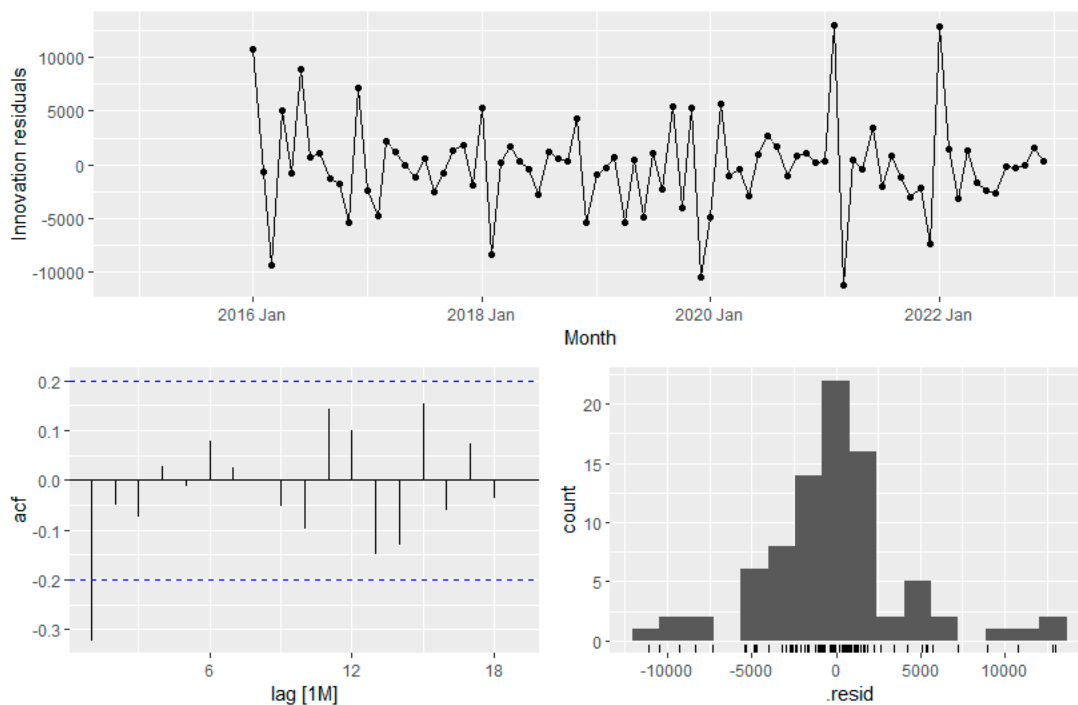 Innovation residuals
10000
5000
0
-5000
-10000
2016 Jan
2018 Jan
2020 Jan
2022 Jan
Month
acf
0.2
0.1
0.0
-0.1
-0.2
-0.3
6
12
18
lag [1M]
count
20
15
10
5
0
-10000
-5000
0
5000
10000
.resid